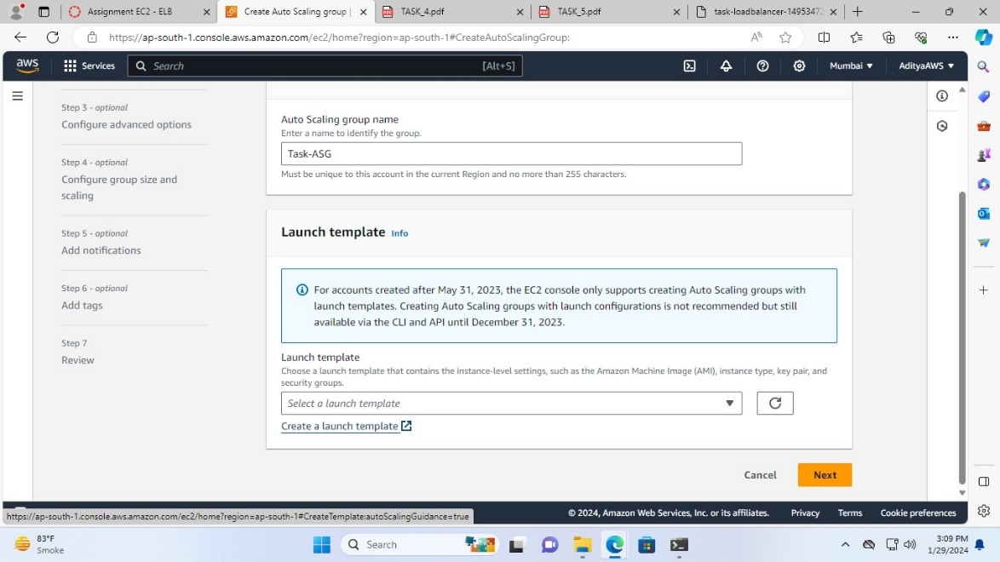 Assignment EC2 - ELB
Create Auto Scaling group |
TASK_4.pdf
TASK_5.pdf
task-loadbalancer-1495347
https://ap-south-1.console.aws.amazon.com/ec2/home?region=ap-south-1#CreateAutoScalingGroup:
aws
Services
Search
[Alt+S]
Mumbai
AdityaAWS
Step 3 - optional
Configure advanced options
Step 4 - optional
Configure group size and
scaling
Step 5 - optional
Add notifications
Step 6 - optional
Add tags
Step 7
Review
Auto Scaling group name
Enter a name to identify the group.
Task-ASG
Must be unique to this account in the current Region and no more than 255 characters.
Launch template Info
For accounts created after May 31, 2023, the EC2 console only supports creating Auto Scaling groups with
launch templates. Creating Auto Scaling groups with launch configurations is not recommended but still
available via the CLI and API until December 31, 2023.
Launch template
Choose a launch template that contains the instance-level settings, such as the Amazon Machine Image (AMI), instance type, key pair, and
security groups.
Select a launch template
Create a launch template
Cancel
Next
https://ap-south-1.console.aws.amazon.com/ec2/home?region=ap-south-1#CreateTemplate:autoScalingGuidance=true
© 2024, Amazon Web Services, Inc. or its affiliates.
Privacy
Terms
Cookie preferences
83°F
Smoke
Search
3:09 PM
1/29/2024